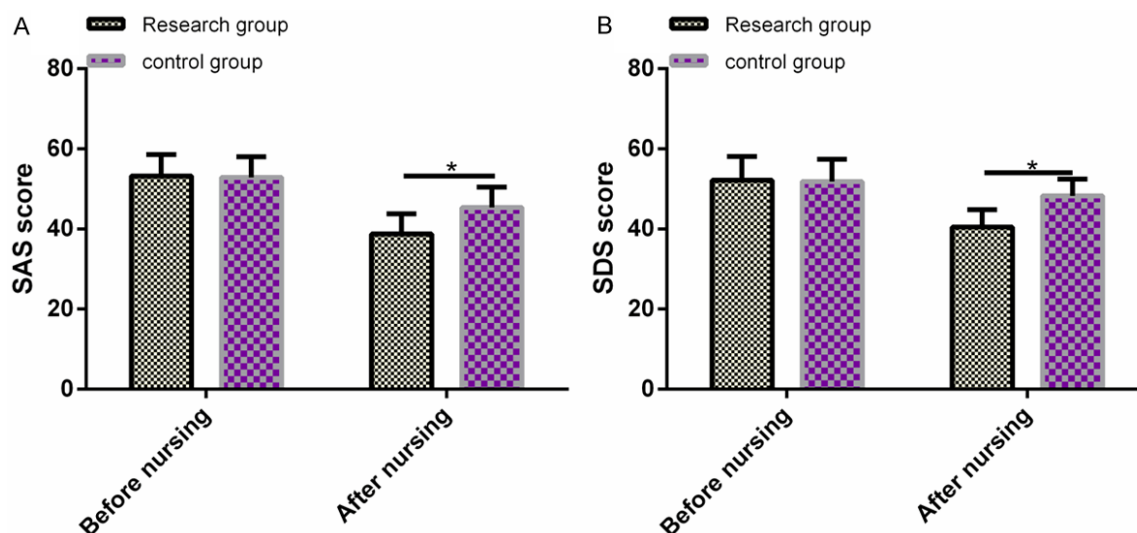 A
Research group
control group
SAS score
80
60
40
20
0
*
Before nursing
After nursing
B
Research group
control group
SDS score
80
60
40
20
0
*
Before nursing
After nursing